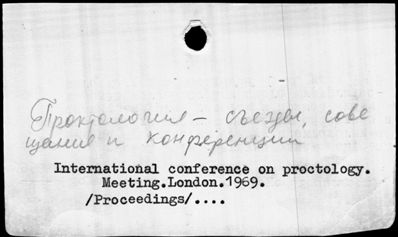 Проктология – съезды, сове
щания и конференции
International conference on proctology.
Meeting.London.1969.
/Proceedings/....